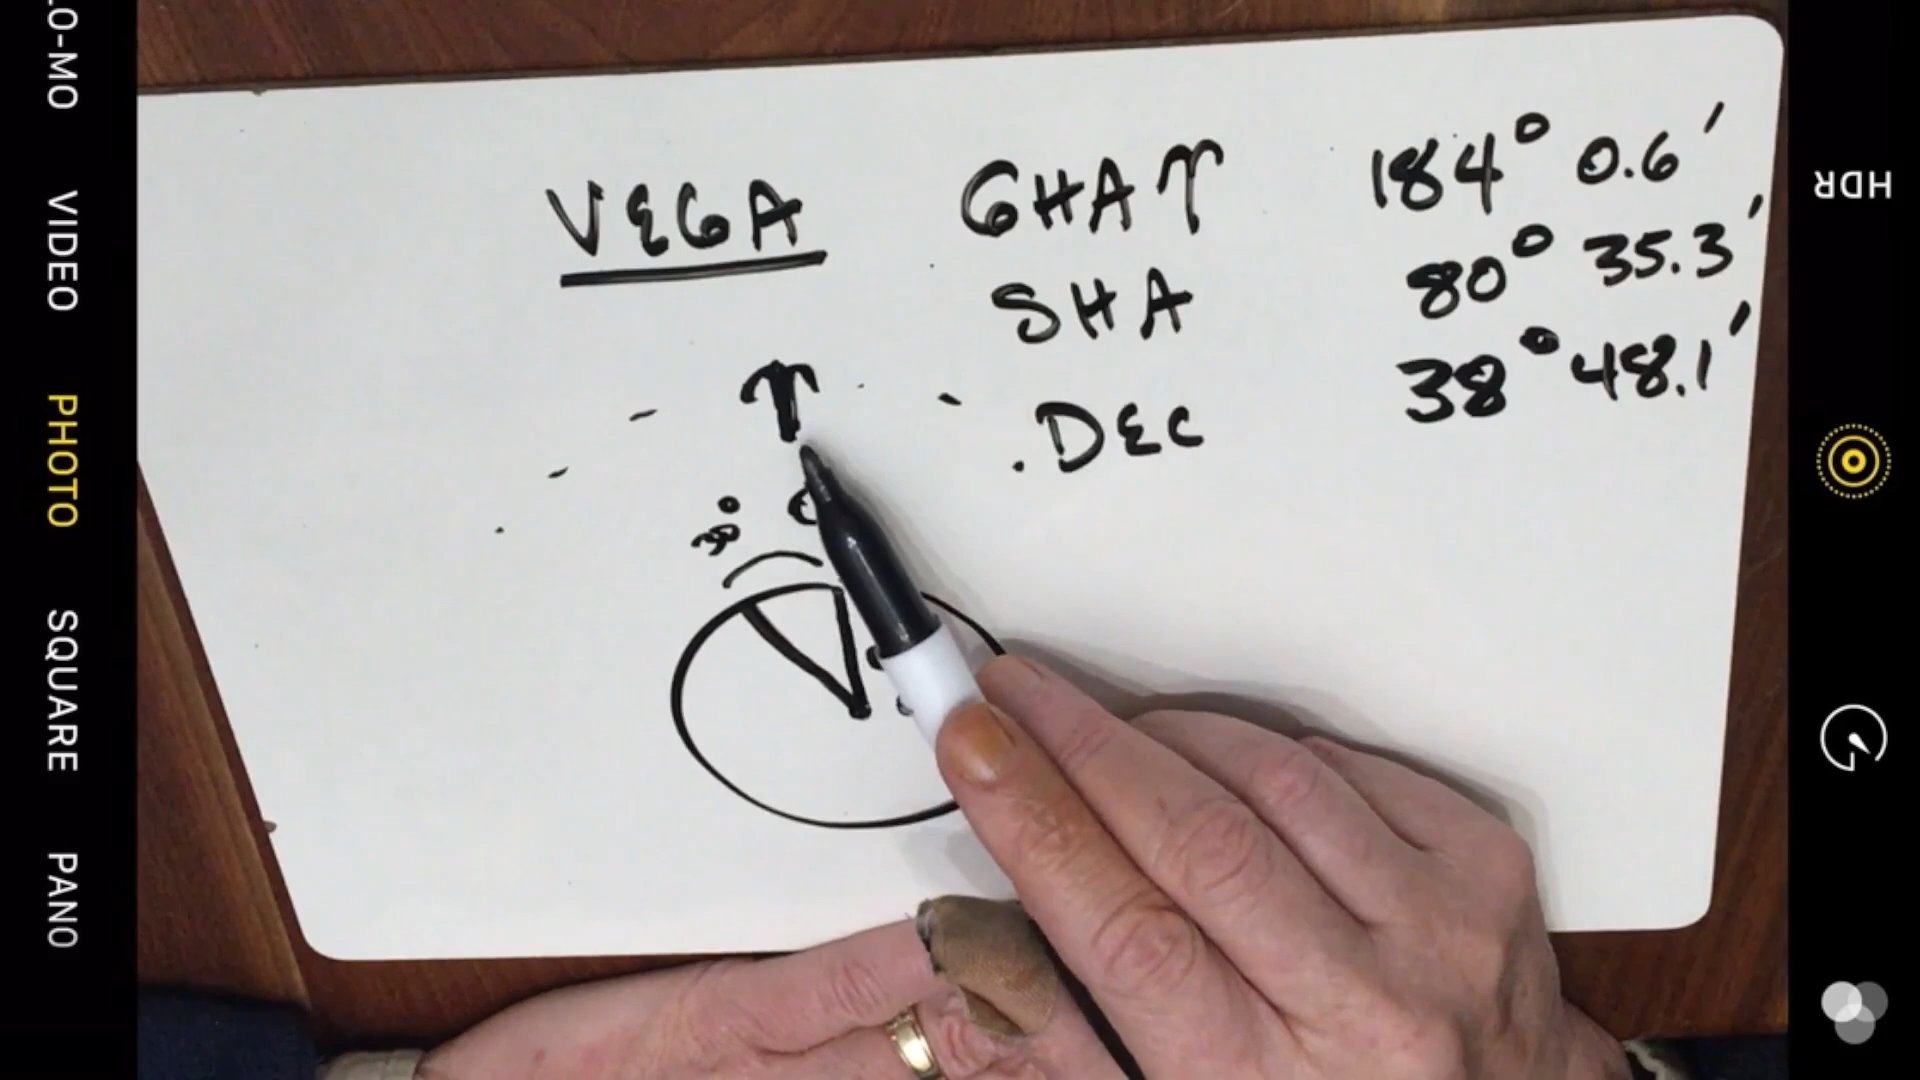 LO-MO
VIDEO
PHOTO
SQUARE
PANO
VEGA
GHA♈ 184° 0.6′
SHA 80° 35.3′
DEC 38° 48.1′
HDR